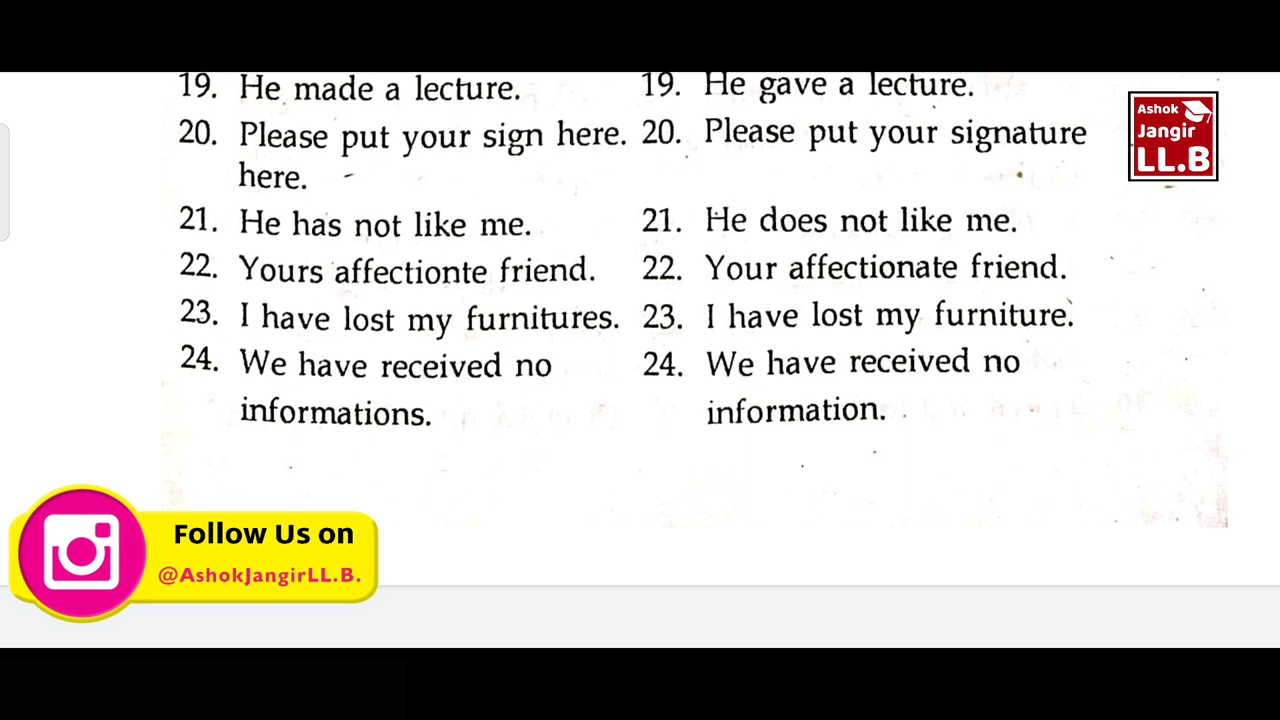 19. He made a lecture. 19. He gave a lecture.
20. Please put your sign here. 20. Please put your signature
here.
21. He has not like me. 21. He does not like me.
22. Yours affectionte friend. 22. Your affectionate friend.
23. I have lost my furnitures. 23. I have lost my furniture.
24. We have received no 24. We have received no
informations. information.
Ashok
Jangir
LL.B
Follow Us on
@AshokJangirLL.B.